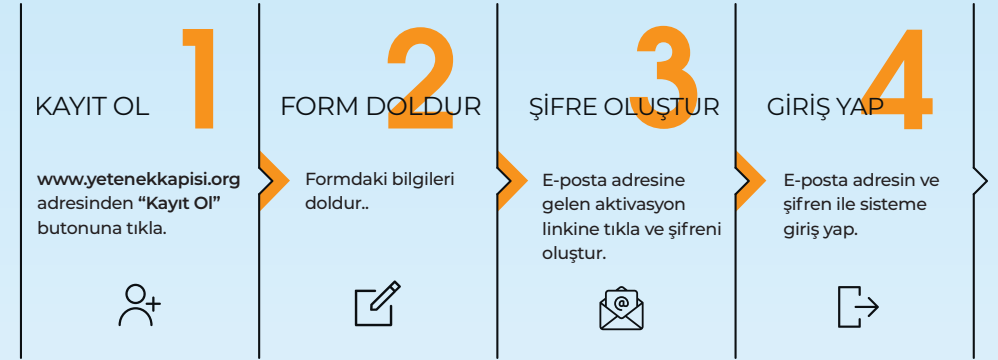 1
KAYIT OL
www.yetenekkapisi.org
adresinden “Kayıt Ol”
butonuna tıkla.
2
FORM DOLDUR
Formdaki bilgileri
doldur..
3
ŞİFRE OLUŞTUR
E-posta adresine
gelen aktivasyon
linkine tıkla ve şifreni
oluştur.
@
4
GİRİŞ YAP
E-posta adresin ve
şifren ile sisteme
giriş yap.